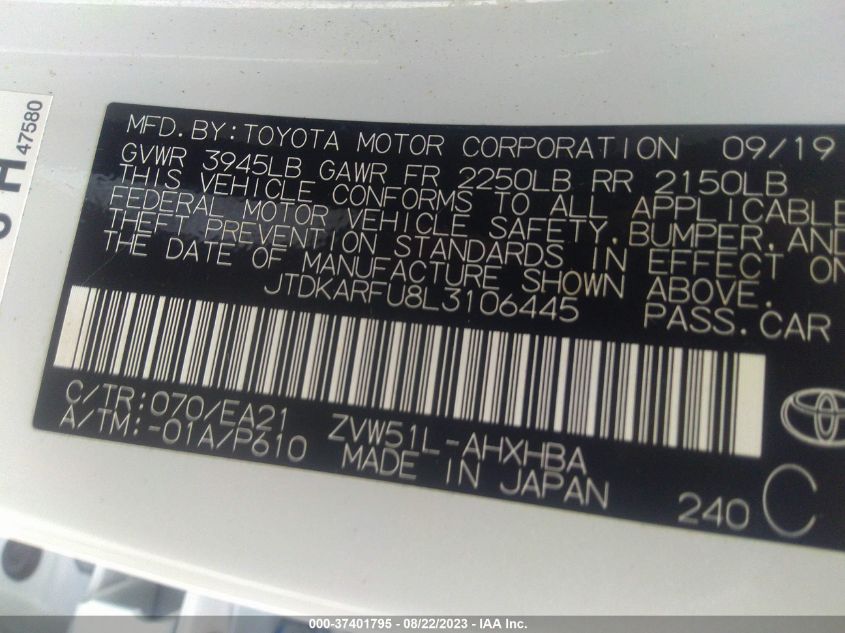 47580
MFD.BY:TOYOTA MOTOR CORPORATION 09/19
GVWR 3945LB GAWR FR 2250LB RR 2150LB
THIS VEHICLE CONFORMS TO ALL APPLICABLE
FEDERAL MOTOR VEHICLE SAFETY, BUMPER, AND
THEFT PREVENTION STANDARDS IN EFFECT ON
THE DATE OF MANUFACTURE SHOWN ABOVE.
JTDKARFU8L3106445 PASS.CAR
C/TR:070/EA21 ZVW51L-AHXHBA
A/TM:-01A/P610 MADE IN JAPAN 240 C
TOYOTA
000-37401795 - 08/22/2023 - IAA Inc.